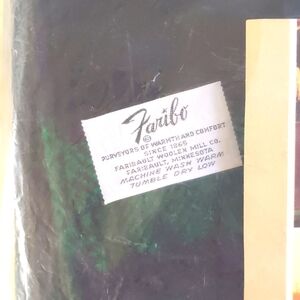 Faribo
©
PURVEYORS OF WARMTH AND COMFORT
SINCE 1865
FARIBAULT WOOLEN MILL CO.
FARIBAULT, MINNESOTA
MACHINE WASH WARM
TUMBLE DRY LOW